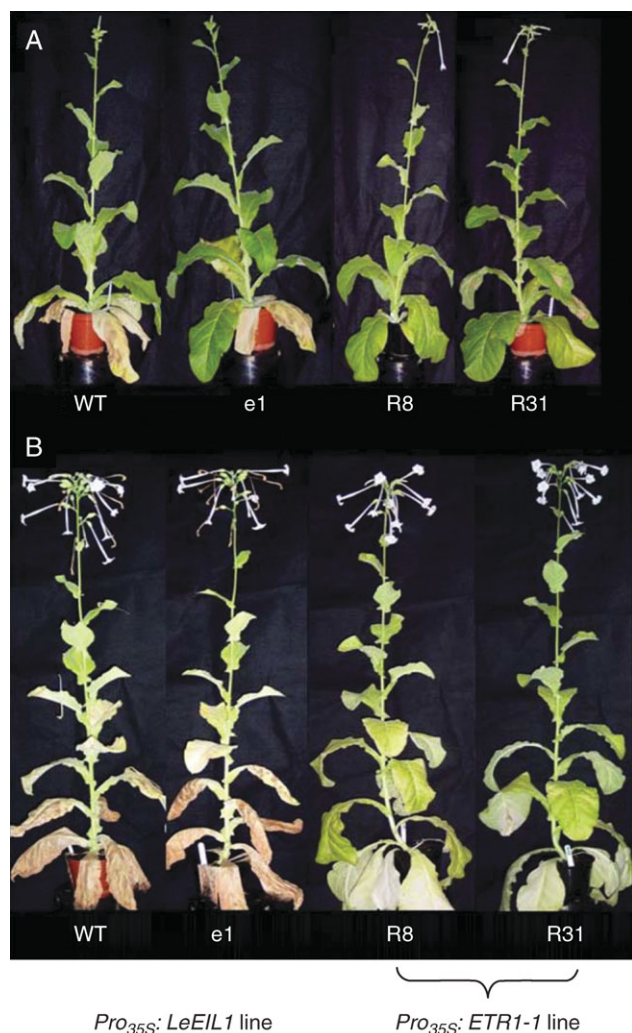 A
WT e1 R8 R31
B
WT e1 R8 R31
Pro35S: LeEIL1 line Pro35S: ETR1-1 line